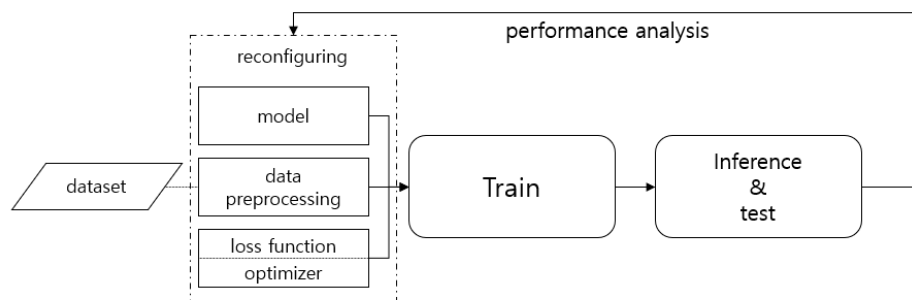 performance analysis
reconfiguring
model
dataset
data
preprocessing
loss function
optimizer
Train
Inference
&
test